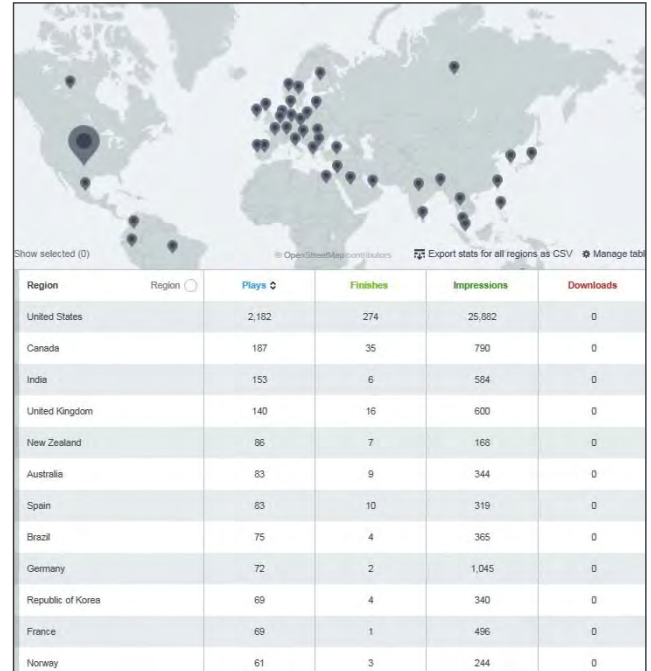 Show selected (0) © OpenStreetMap contributors Export stats for all regions as CSV Manage tabl
Region Region Plays Finishes Impressions Downloads
United States 2,182 274 25,882 0
Canada 187 35 790 0
India 153 6 584 0
United Kingdom 140 16 600 0
New Zealand 86 7 168 0
Australia 83 9 344 0
Spain 83 10 319 0
Brazil 75 4 365 0
Germany 72 2 1,045 0
Republic of Korea 69 4 340 0
France 69 1 496 0
Norway 61 3 244 0